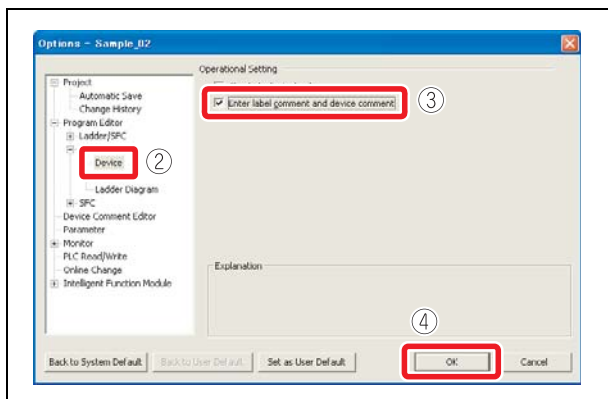 Options - Sample_02
Project
Automatic Save
Change History
Program Editor
Ladder/SFC
Device
Ladder Diagram
SFC
Device Comment Editor
Parameter
Monitor
PLC Read/Write
Online Change
Intelligent Function Module
Operational Setting
Enter label comment and device comment
③
②
Explanation
④
Back to System Default
Back to User Default
Set as User Default
OK
Cancel